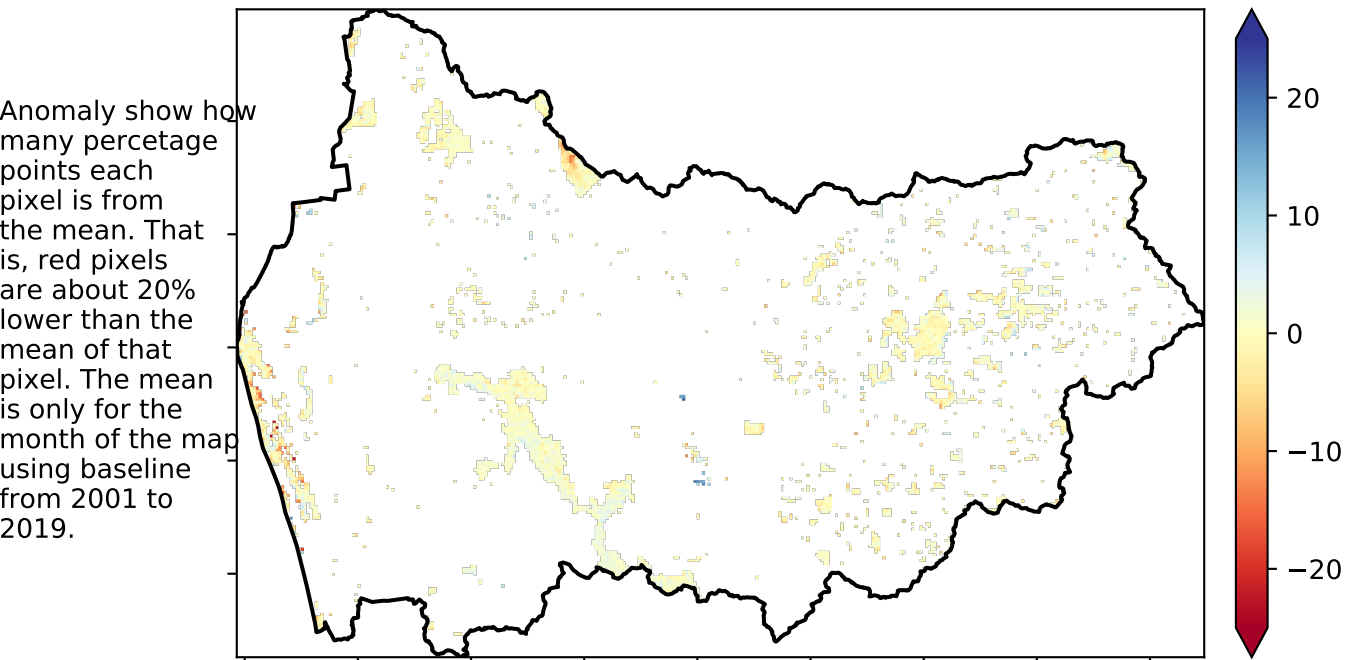 Anomaly show how
many percetage
points each
pixel is from
the mean. That
is, red pixels
are about 20%
lower than the
mean of that
pixel. The mean
is only for the
month of the map
using baseline
from 2001 to
2019.
20
10
0
−10
−20